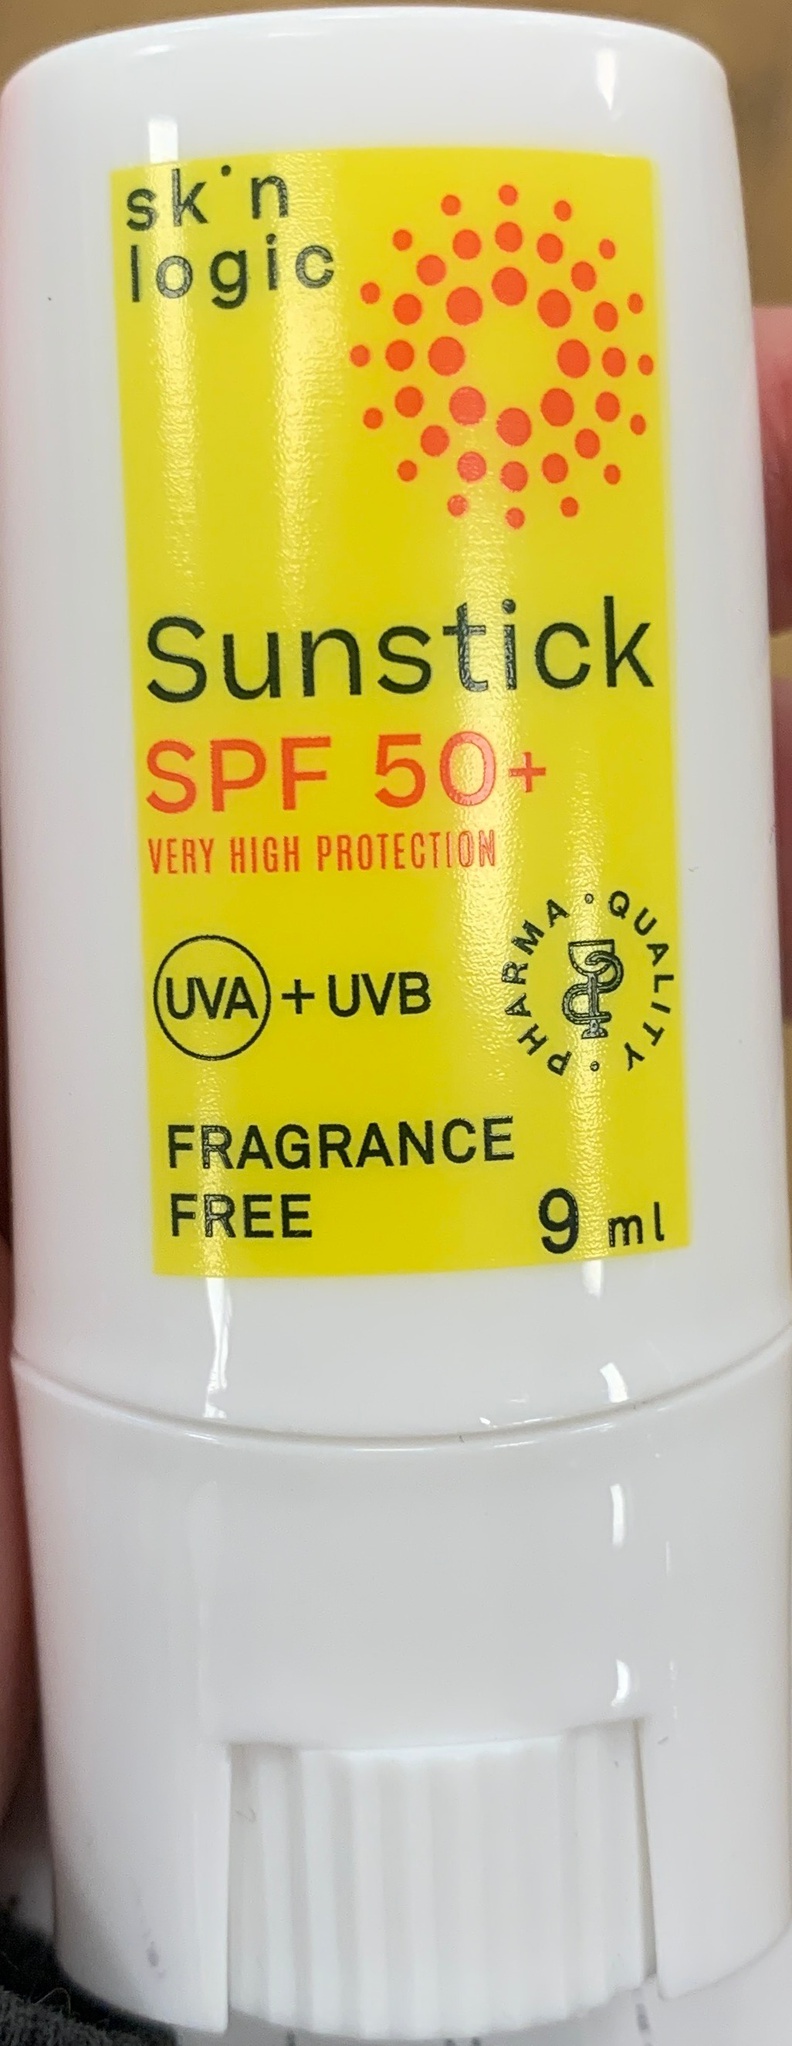 sk·n
logic
Sunstick
SPF 50+
VERY HIGH PROTECTION
UVA + UVB
PHARMA · QUALITY ·
FRAGRANCE
FREE
9 ml